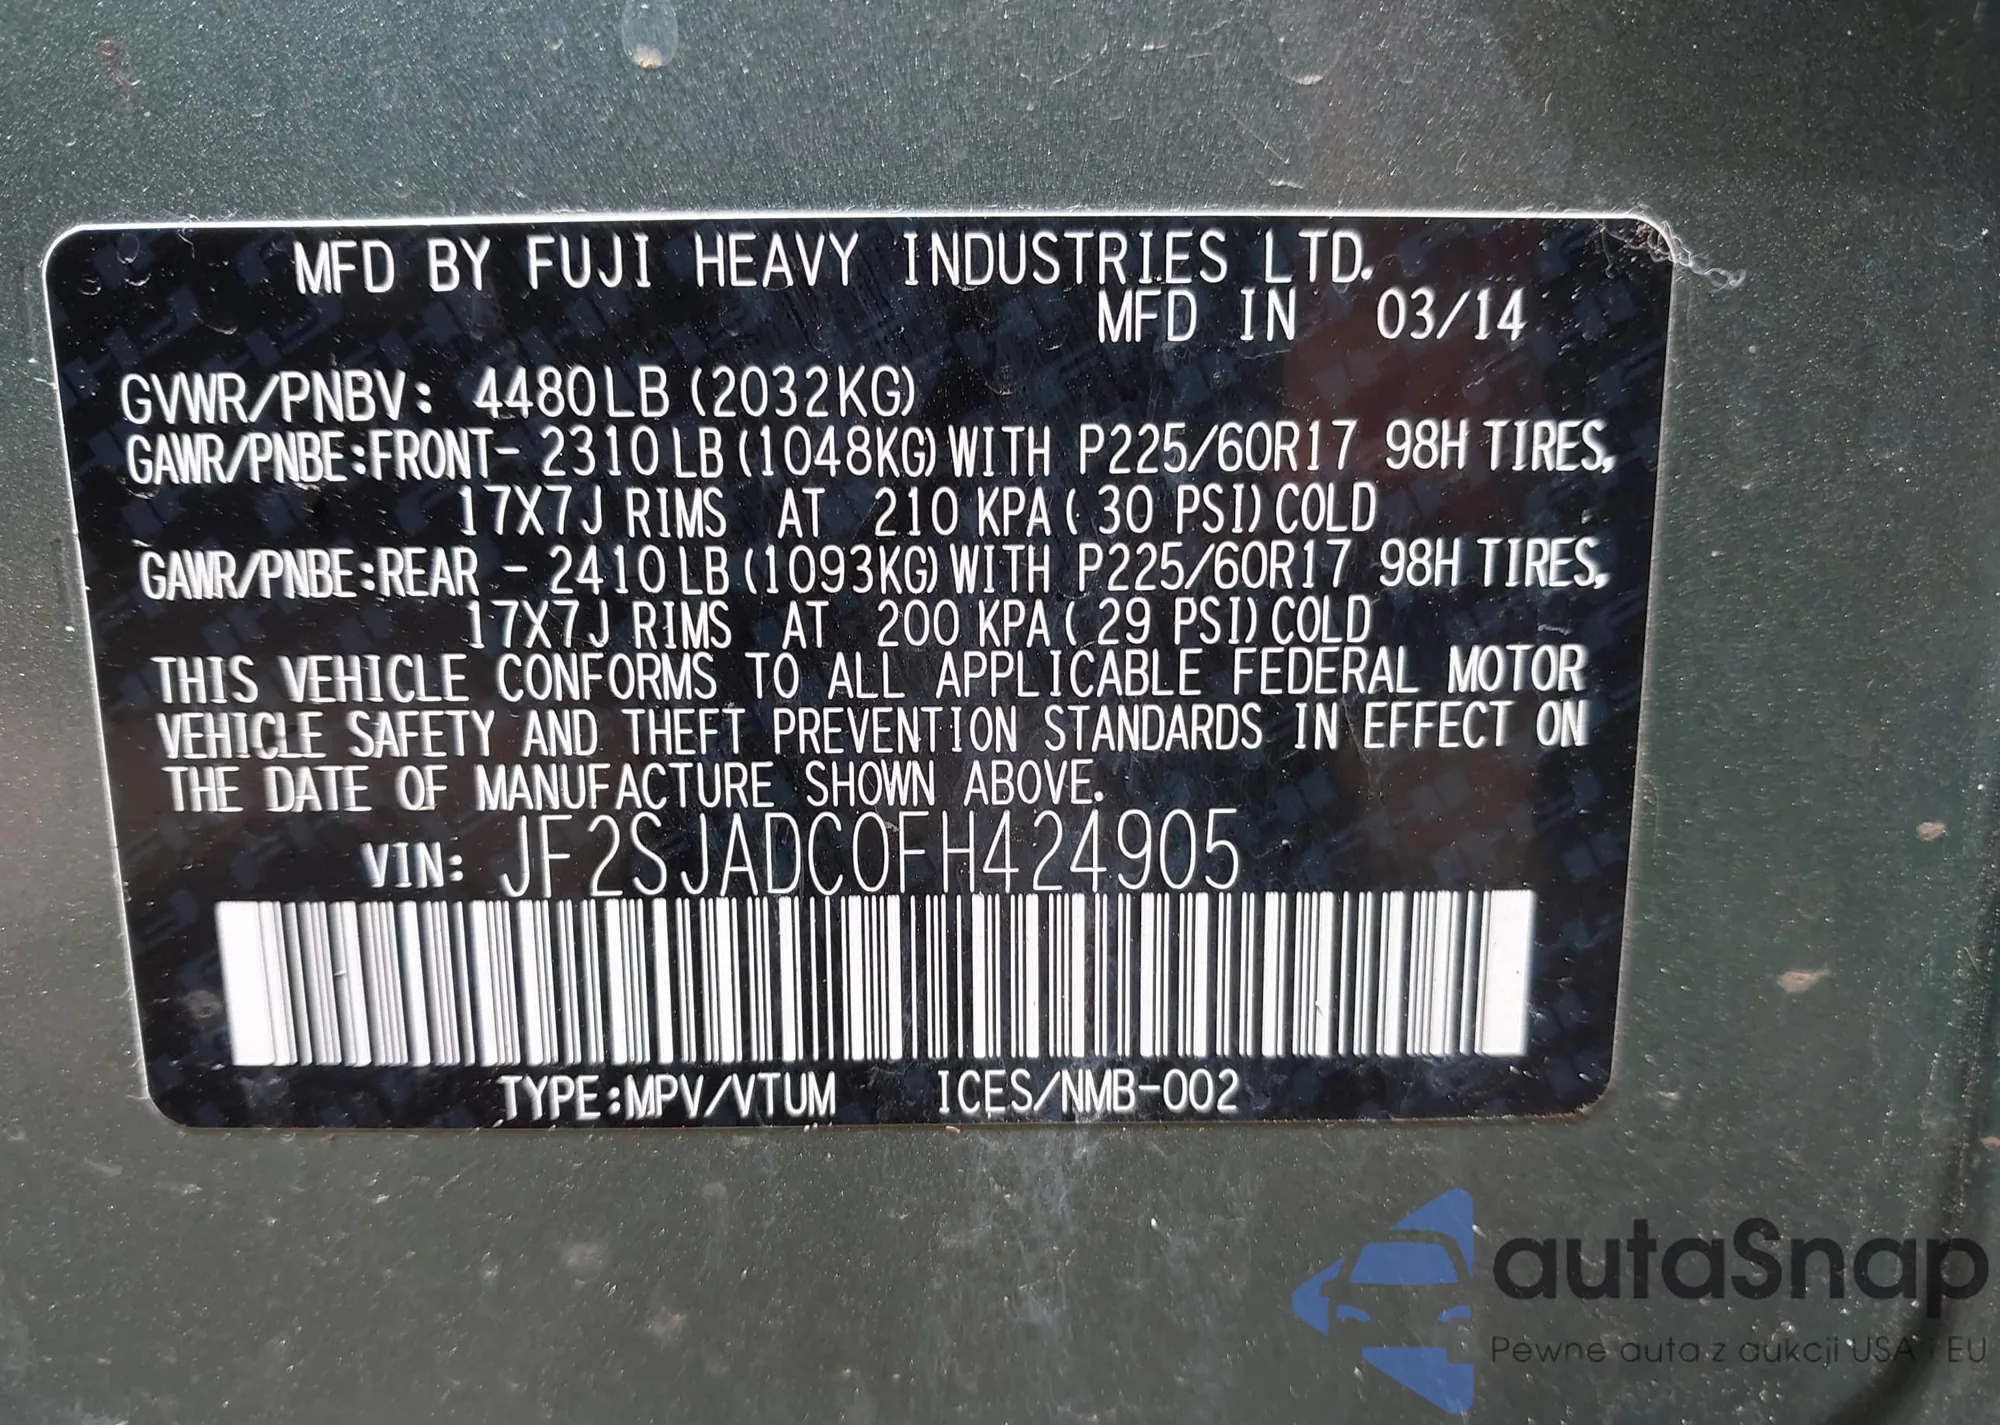 MFD BY FUJI HEAVY INDUSTRIES LTD.
MFD IN 03/14
GVWR/PNBV: 4480LB (2032KG)
GAWR/PNBE:FRONT- 2310LB (1048KG) WITH P225/60R17 98H TIRES,
17X7J RIMS AT 210 KPA ( 30 PSI) COLD
GAWR/PNBE:REAR - 2410LB (1093KG) WITH P225/60R17 98H TIRES,
17X7J RIMS AT 200 KPA ( 29 PSI) COLD
THIS VEHICLE CONFORMS TO ALL APPLICABLE FEDERAL MOTOR
VEHICLE SAFETY AND THEFT PREVENTION STANDARDS IN EFFECT ON
THE DATE OF MANUFACTURE SHOWN ABOVE.
VIN: JF2SJADC0FH424905
TYPE:MPV/VTUM ICES/NMB-002
autaSnap
Pewne auta z aukcji USA i EU